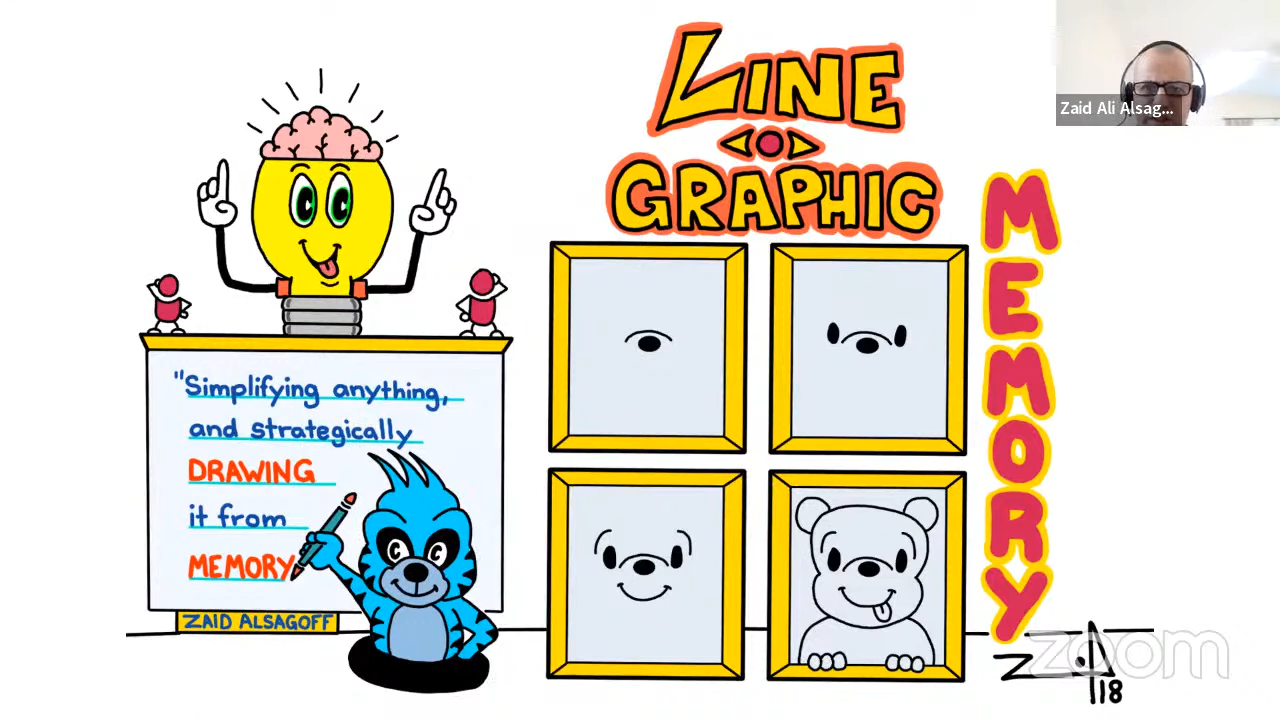 LINE
GRAPHIC
MEMORY
"Simplifying anything,
and strategically
DRAWING
it from
MEMORY
ZAID ALSAGOFF
Zaid Ali Alsag...
zoom
18